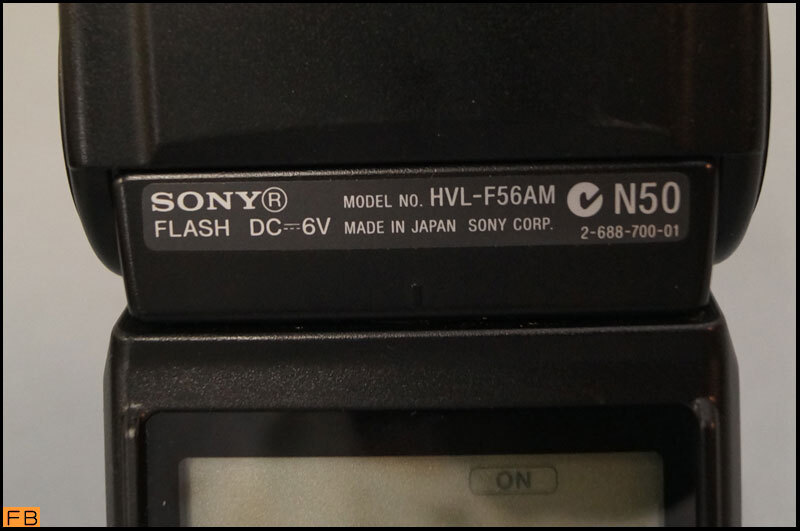 SONY® MODEL NO. HVL-F56AM N50
FLASH DC⎓6V MADE IN JAPAN SONY CORP. 2-688-700-01
ON
FB